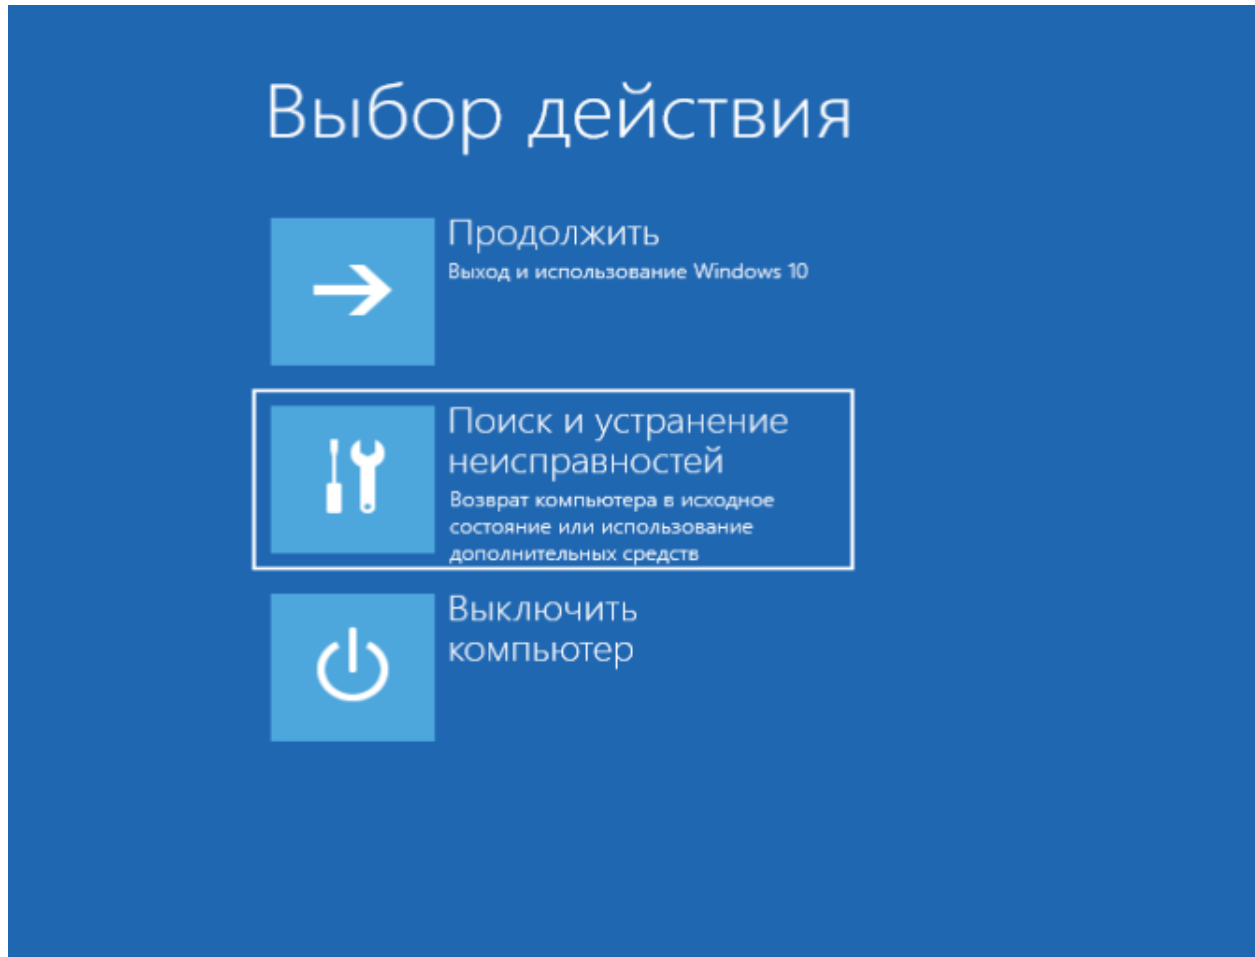 Выбор действия
Продолжить
Выход и использование Windows 10
Поиск и устранение
неисправностей
Возврат компьютера в исходное
состояние или использование
дополнительных средств
Выключить
компьютер